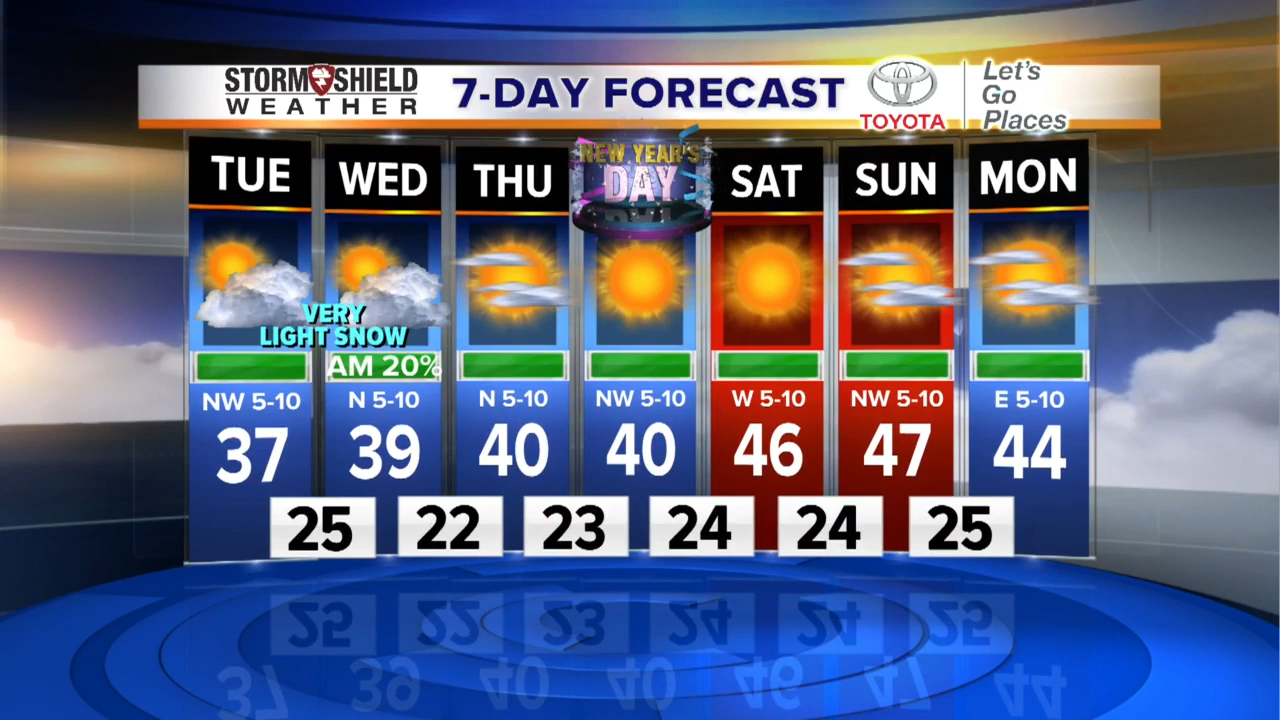 STORM SHIELD
WEATHER
7-DAY FORECAST
TOYOTA
Let's
Go
Places
TUE WED THU NEW YEAR'S DAY SAT SUN MON
VERY
LIGHT SNOW
AM 20%
NW 5-10 N 5-10 N 5-10 NW 5-10 W 5-10 NW 5-10 E 5-10
37 39 40 40 46 47 44
25 22 23 24 24 25